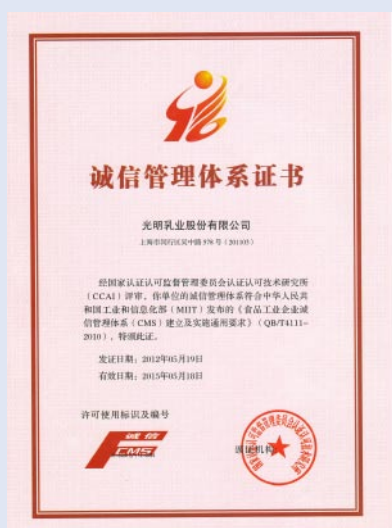 诚信管理体系证书
光明乳业股份有限公司
上海市闵行区吴中路578号（201103）
经国家认证认可监督管理委员会认证认可技术研究所
（CCAI）评审，你单位的诚信管理体系符合中华人民共
和国工业和信息化部（MIIT）发布的《食品工业企业诚
信管理体系（CMS）建立及实施通用要求》（QB/T4111-
2010），特颁此证。
发证日期：2012年05月19日
有效日期：2015年05月18日
许可使用标识及编号
诚信
CMS
颁证机构